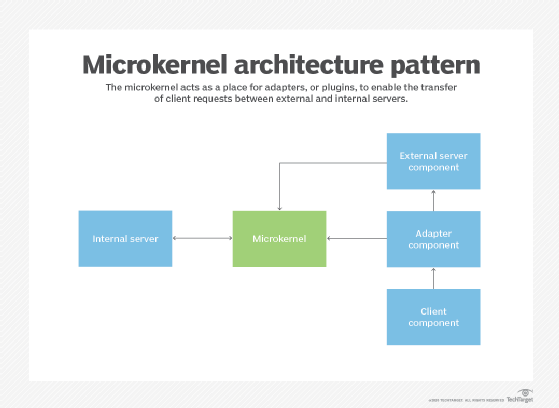 Microkernel architecture pattern
The microkernel acts as a place for adapters, or plugins, to enable the transfer
of client requests between external and internal servers.
External server
component
Internal server
Microkernel
Adapter
component
Client
component
TECHTARGET. ALL RIGHTS RESERVED
TechTarget